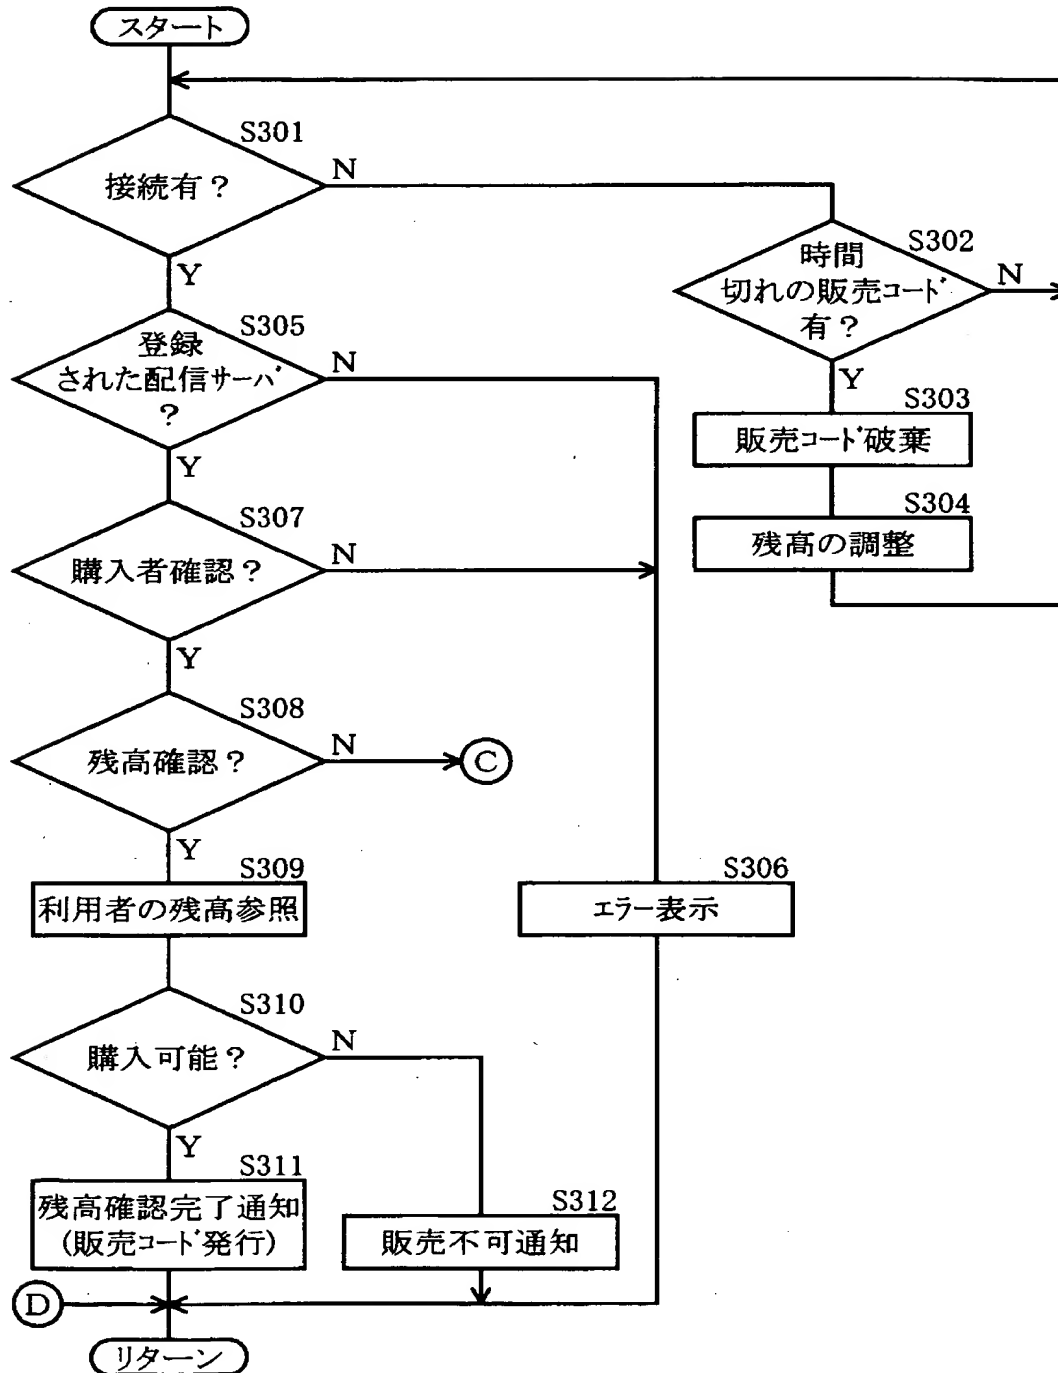 スタート
S301
接続有？
N
Y
S302
時間
切れの販売コード
有？
N
Y
S303
販売コード破棄
S304
残高の調整
S305
登録
された配信サーバ
？
N
Y
S307
購入者確認？
N
Y
S308
残高確認？
N
C
Y
S309
利用者の残高参照
S306
エラー表示
S310
購入可能？
N
Y
S311
残高確認完了通知
(販売コード発行)
S312
販売不可通知
D
リターン